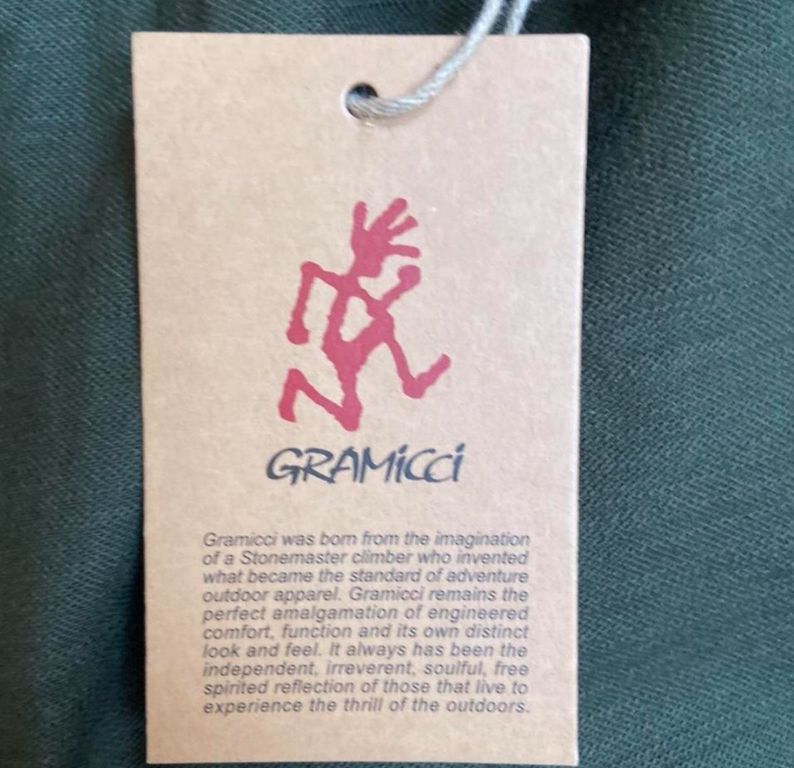 GRAMiCCi
Gramicci was born from the imagination
of a Stonemaster climber who invented
what became the standard of adventure
outdoor apparel. Gramicci remains the
perfect amalgamation of engineered
comfort, function and its own distinct
look and feel. It always has been the
independent, irreverent, soulful, free
spirited reflection of those that live to
experience the thrill of the outdoors.